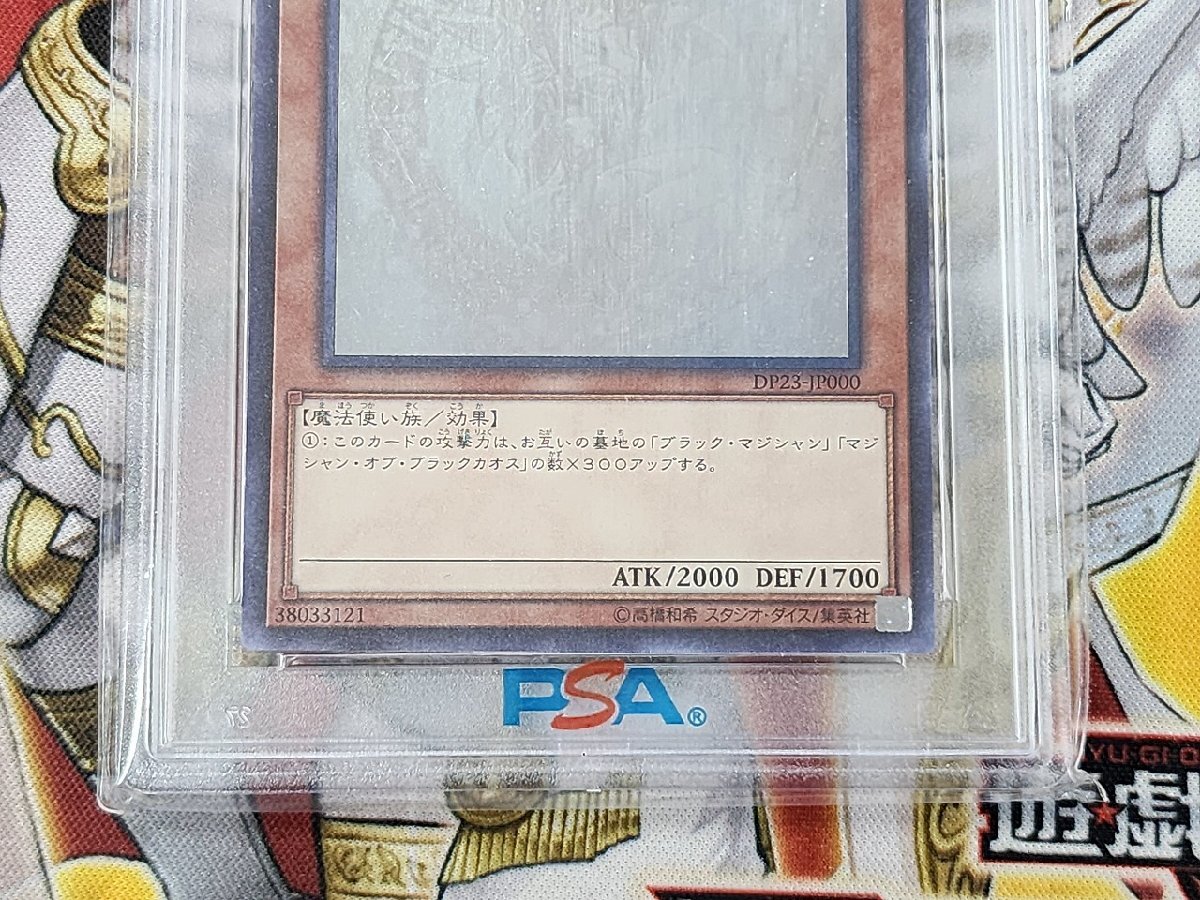 DP23-JP000
【魔法使い族／効果】
①：このカードの攻撃力は、お互いの墓地の「ブラック・マジシャン」「マジ
シャン・オブ・ブラックカオス」の数×300アップする。
ATK/2000 DEF/1700
38033121
©高橋和希 スタジオ・ダイス/集英社
PSA®
YU-GI-O
遊★戯